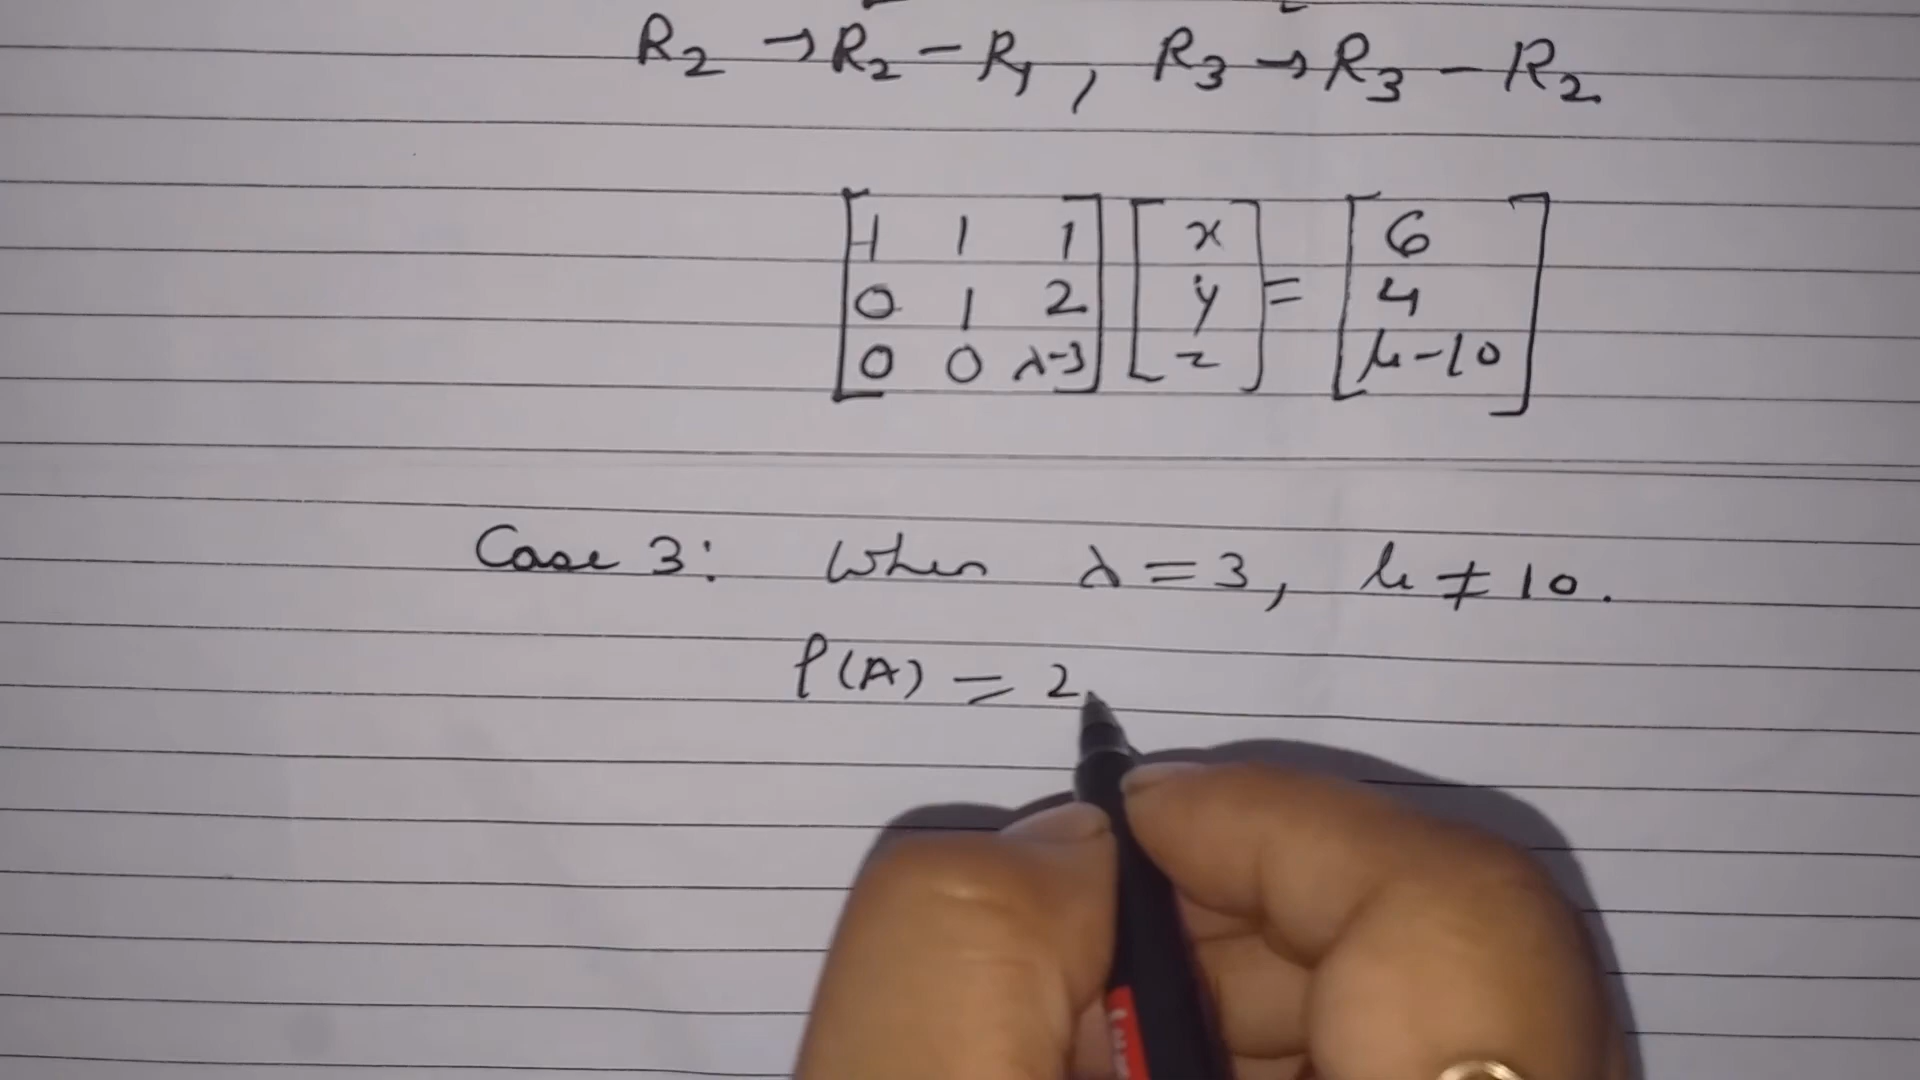 R₂ → R₂ - R₁, R₃ → R₃ - R₂
[1 1 1] [x] = [6]
[0 1 2] [y] [4]
[0 0 λ-3] [z] [μ-10]
Case 3: When λ = 3, μ ≠ 10.
ρ(A) = 2